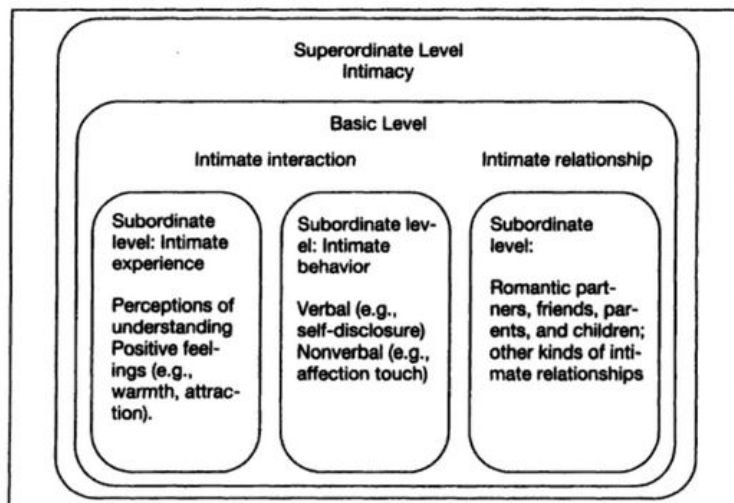 Superordinate Level
Intimacy
Basic Level
Intimate interaction
Intimate relationship
Subordinate
level: Intimate
experience
Perceptions of
understanding
Positive feel-
ings (e.g.,
warmth, attrac-
tion).
Subordinate lev-
el: Intimate
behavior
Verbal (e.g.,
self-disclosure)
Nonverbal (e.g.,
affection touch)
Subordinate
level:
Romantic part-
ners, friends, par-
ents, and children;
other kinds of inti-
mate relationships